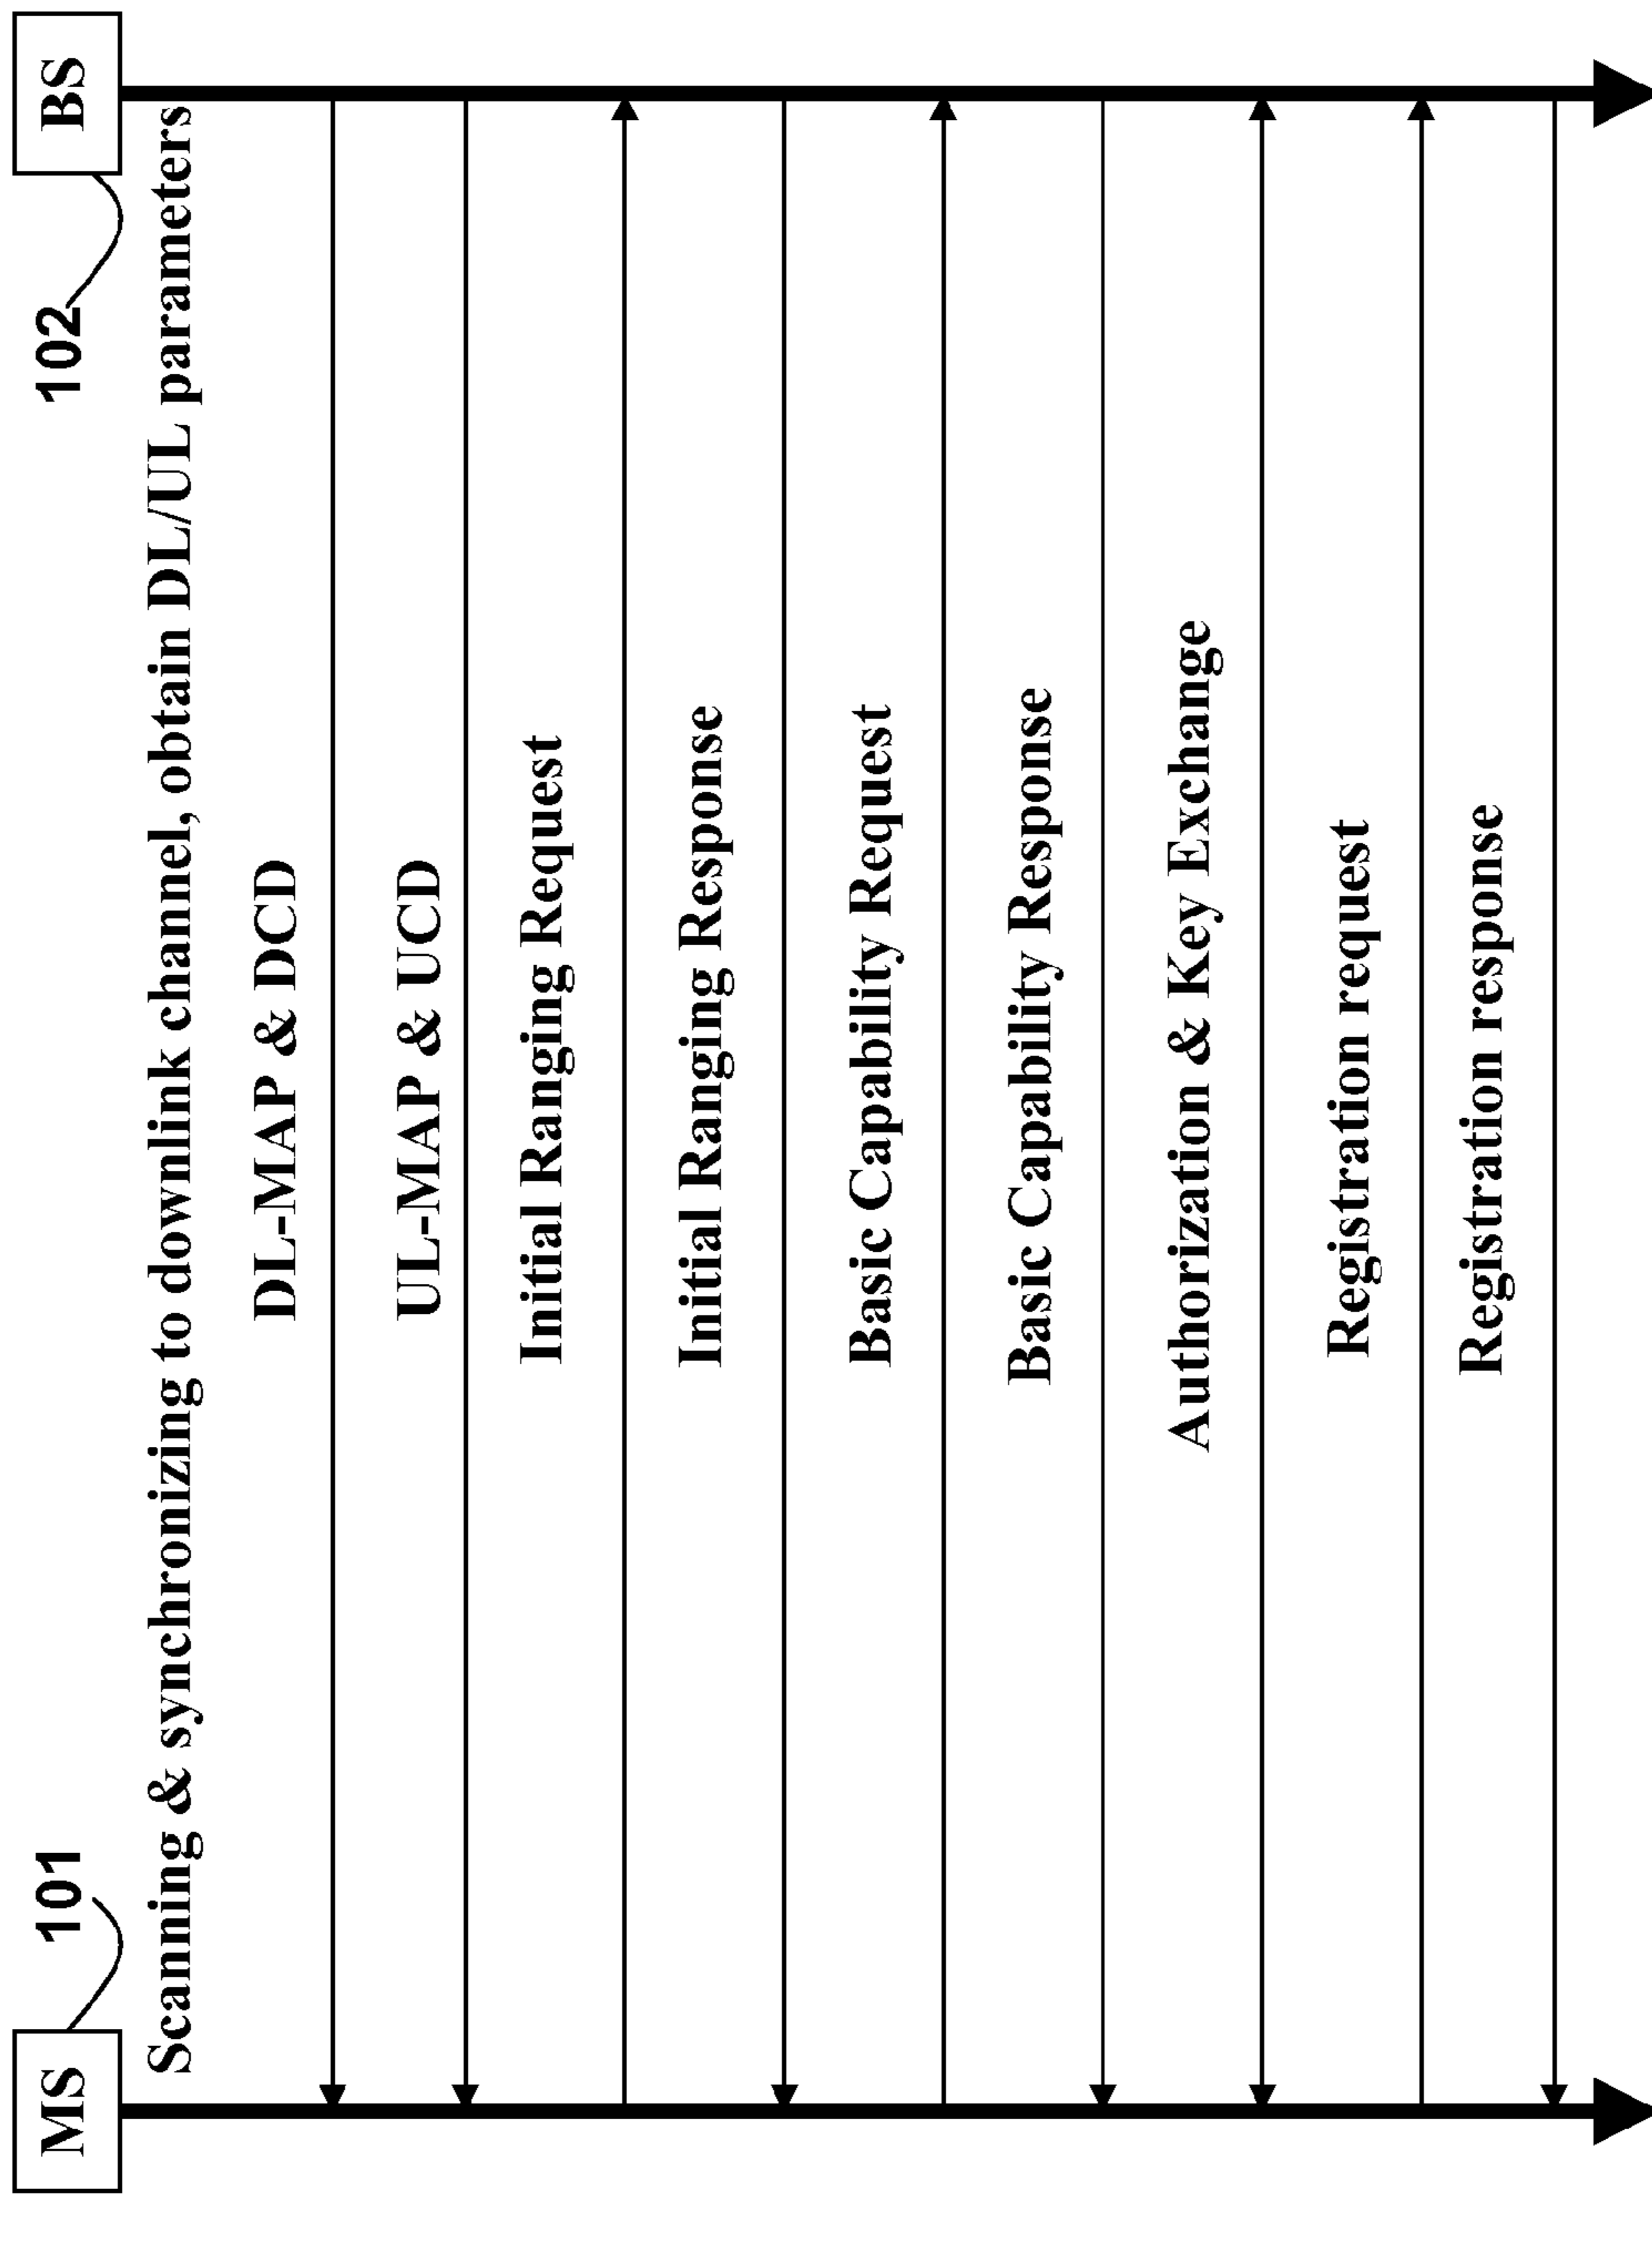 MS
101
102
BS
Scanning & synchronizing to downlink channel, obtain DL/UL parameters
DL-MAP & DCD
UL-MAP & UCD
Initial Ranging Request
Initial Ranging Response
Basic Capability Request
Basic Capability Response
Authorization & Key Exchange
Registration request
Registration response